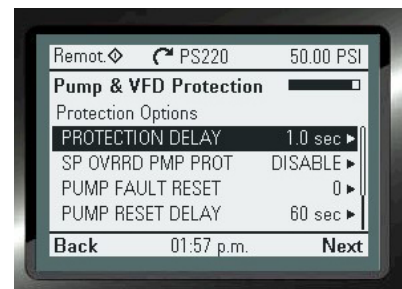 Remot. PS220 50.00 PSI
Pump & VFD Protection
Protection Options
PROTECTION DELAY 1.0 sec
SP OVRRD PMP PROT DISABLE
PUMP FAULT RESET 0
PUMP RESET DELAY 60 sec
Back 01:57 p.m. Next